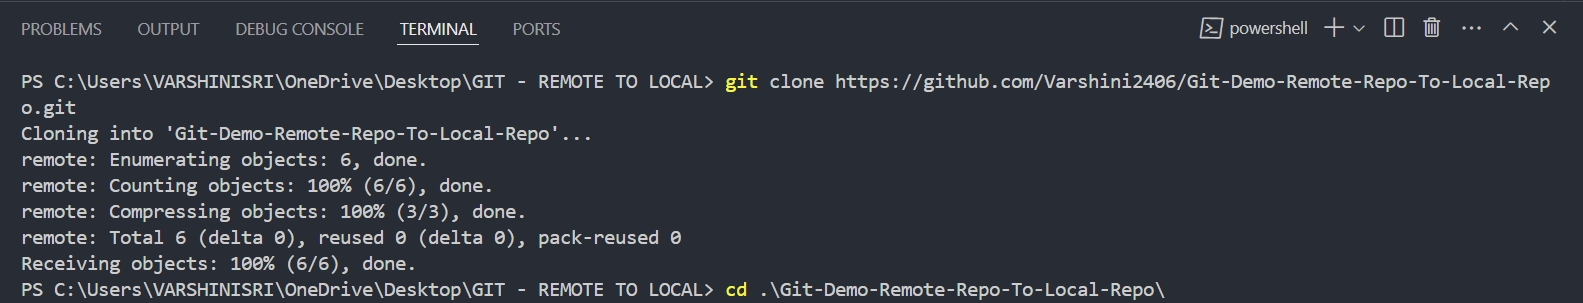 PROBLEMS OUTPUT DEBUG CONSOLE TERMINAL PORTS powershell
PS C:\Users\VARSHINISRI\OneDrive\Desktop\GIT - REMOTE TO LOCAL> git clone https://github.com/Varshini2406/Git-Demo-Remote-Repo-To-Local-Rep
o.git
Cloning into 'Git-Demo-Remote-Repo-To-Local-Repo'...
remote: Enumerating objects: 6, done.
remote: Counting objects: 100% (6/6), done.
remote: Compressing objects: 100% (3/3), done.
remote: Total 6 (delta 0), reused 0 (delta 0), pack-reused 0
Receiving objects: 100% (6/6), done.
PS C:\Users\VARSHINISRI\OneDrive\Desktop\GIT - REMOTE TO LOCAL> cd .\Git-Demo-Remote-Repo-To-Local-Repo\